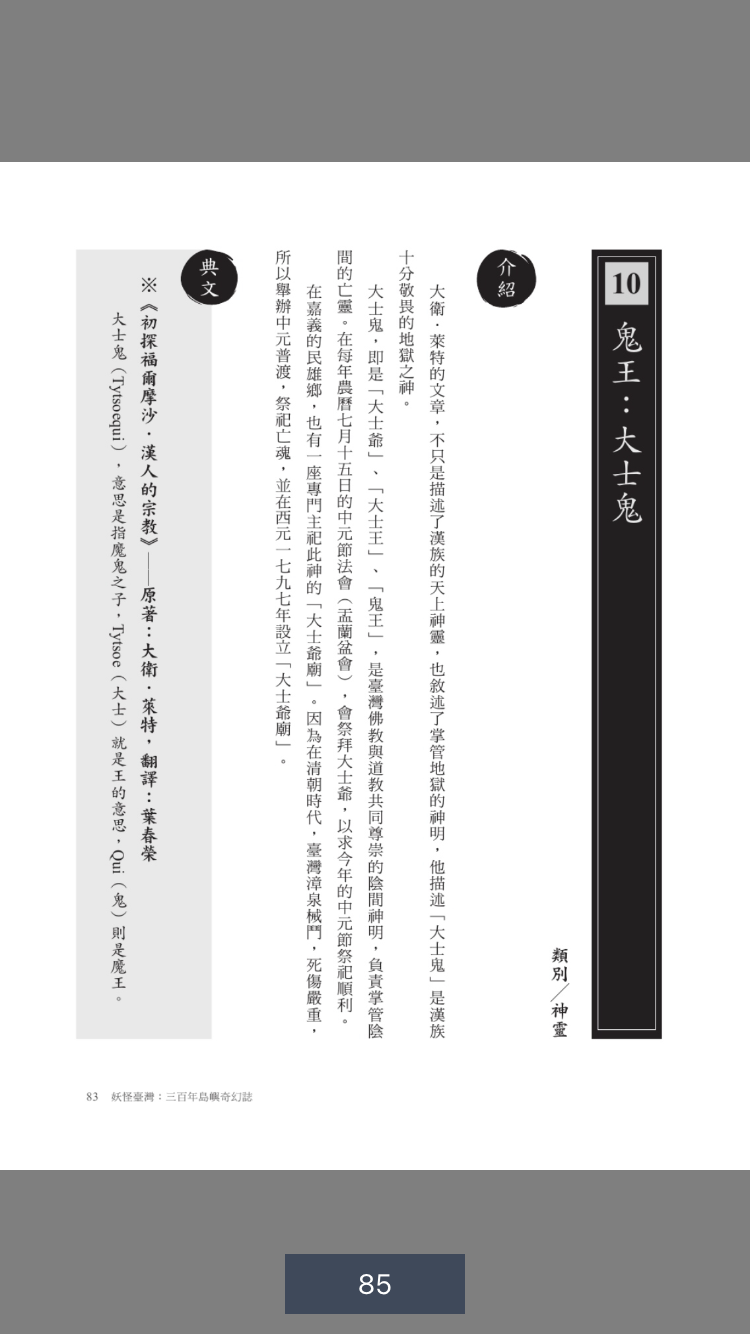 10
鬼王：大士鬼
類別／神靈
介紹
大衛．萊特的文章，不只是描述了漢族的天上神靈，也敘述了掌管地獄的神明，他描述「大士鬼」是漢族
十分敬畏的地獄之神。
大士鬼，即是「大士爺」、「大士王」、「鬼王」，是臺灣佛教與道教共同尊崇的陰間神明，負責掌管陰
間的亡靈。在每年農曆七月十五日的中元節法會（盂蘭盆會），會祭拜大士爺，以求今年的中元節祭祀順利。
在嘉義的民雄鄉，也有一座專門主祀此神的「大士爺廟」。因為在清朝時代，臺灣漳泉械鬥，死傷嚴重，
所以舉辦中元普渡，祭祀亡魂，並在西元一七九七年設立「大士爺廟」。
典文
※《初探福爾摩沙．漢人的宗教》——原著：大衛．萊特，翻譯：葉春榮
大士鬼（Tytsoequi），意思是指魔鬼之子，Tytsoe（大士）就是王的意思，Qui（鬼）則是魔王。
83 妖怪臺灣：三百年島嶼奇幻誌
85